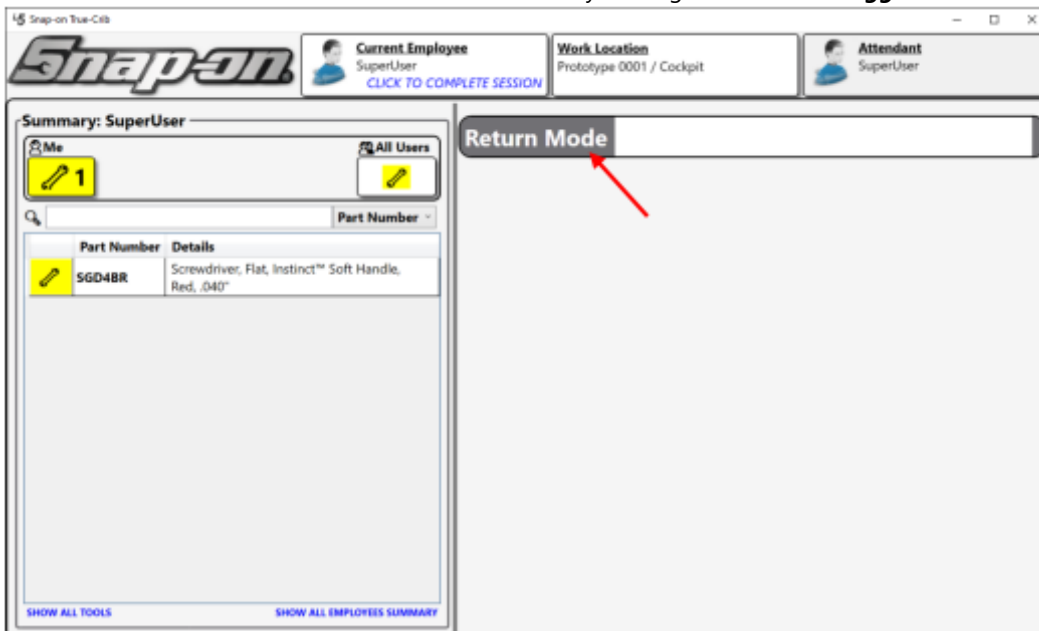 Snap-on True-Crib
Snap-on
Current Employee
SuperUser
CLICK TO COMPLETE SESSION
Work Location
Prototype 0001 / Cockpit
Attendant
SuperUser
Summary: SuperUser
Me
All Users
1
Part Number
Part Number Details
SGD4BR
Screwdriver, Flat, Instinct™ Soft Handle,
Red, .040"
SHOW ALL TOOLS
SHOW ALL EMPLOYEES SUMMARY
Return Mode